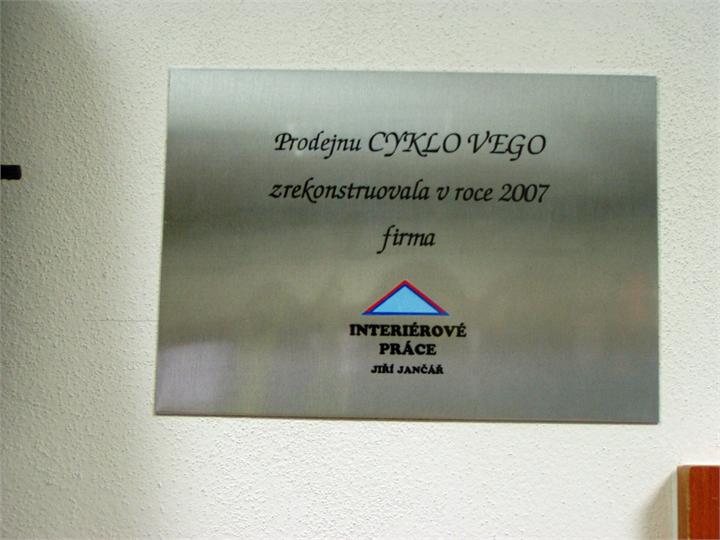 Prodejnu CYKLO VEGO
zrekonstruovala v roce 2007
firma
INTERIÉROVÉ
PRÁCE
JIŘÍ JANČÁŘ